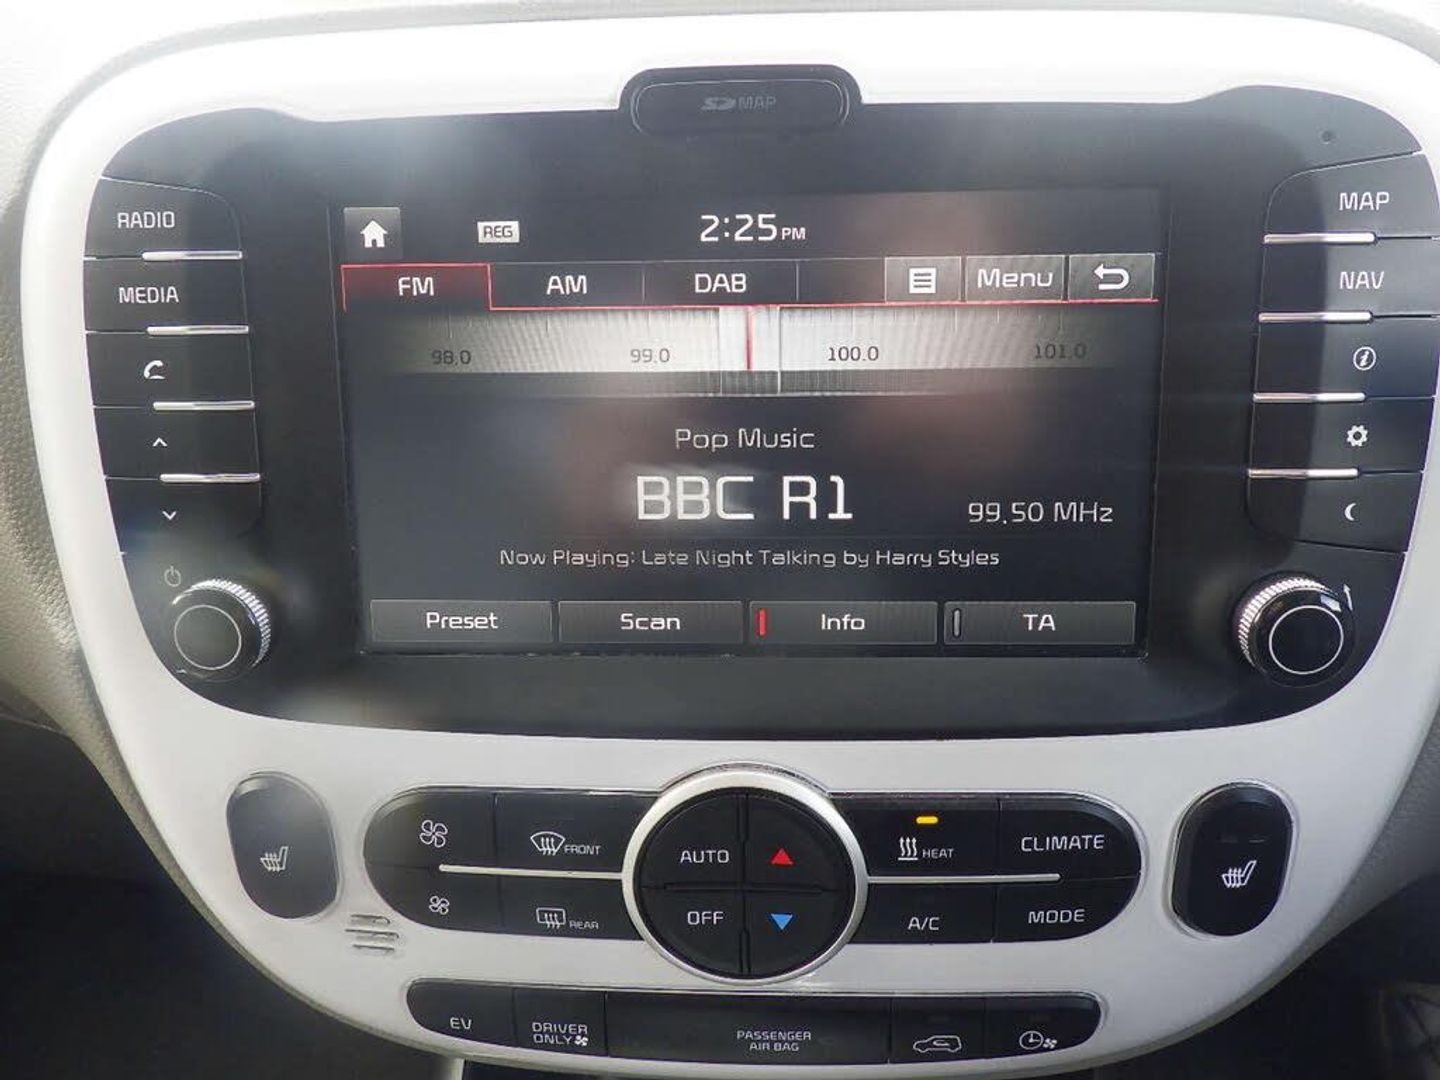 SD MAP
RADIO
MEDIA
REG
2:25 PM
FM AM DAB Menu
98.0 99.0 100.0 101.0
Pop Music
BBC R1
99.50 MHz
Now Playing: Late Night Talking by Harry Styles
Preset Scan Info TA
MAP
NAV
FRONT
REAR
AUTO
OFF
HEAT
CLIMATE
A/C
MODE
EV
DRIVER
ONLY
PASSENGER
AIR BAG